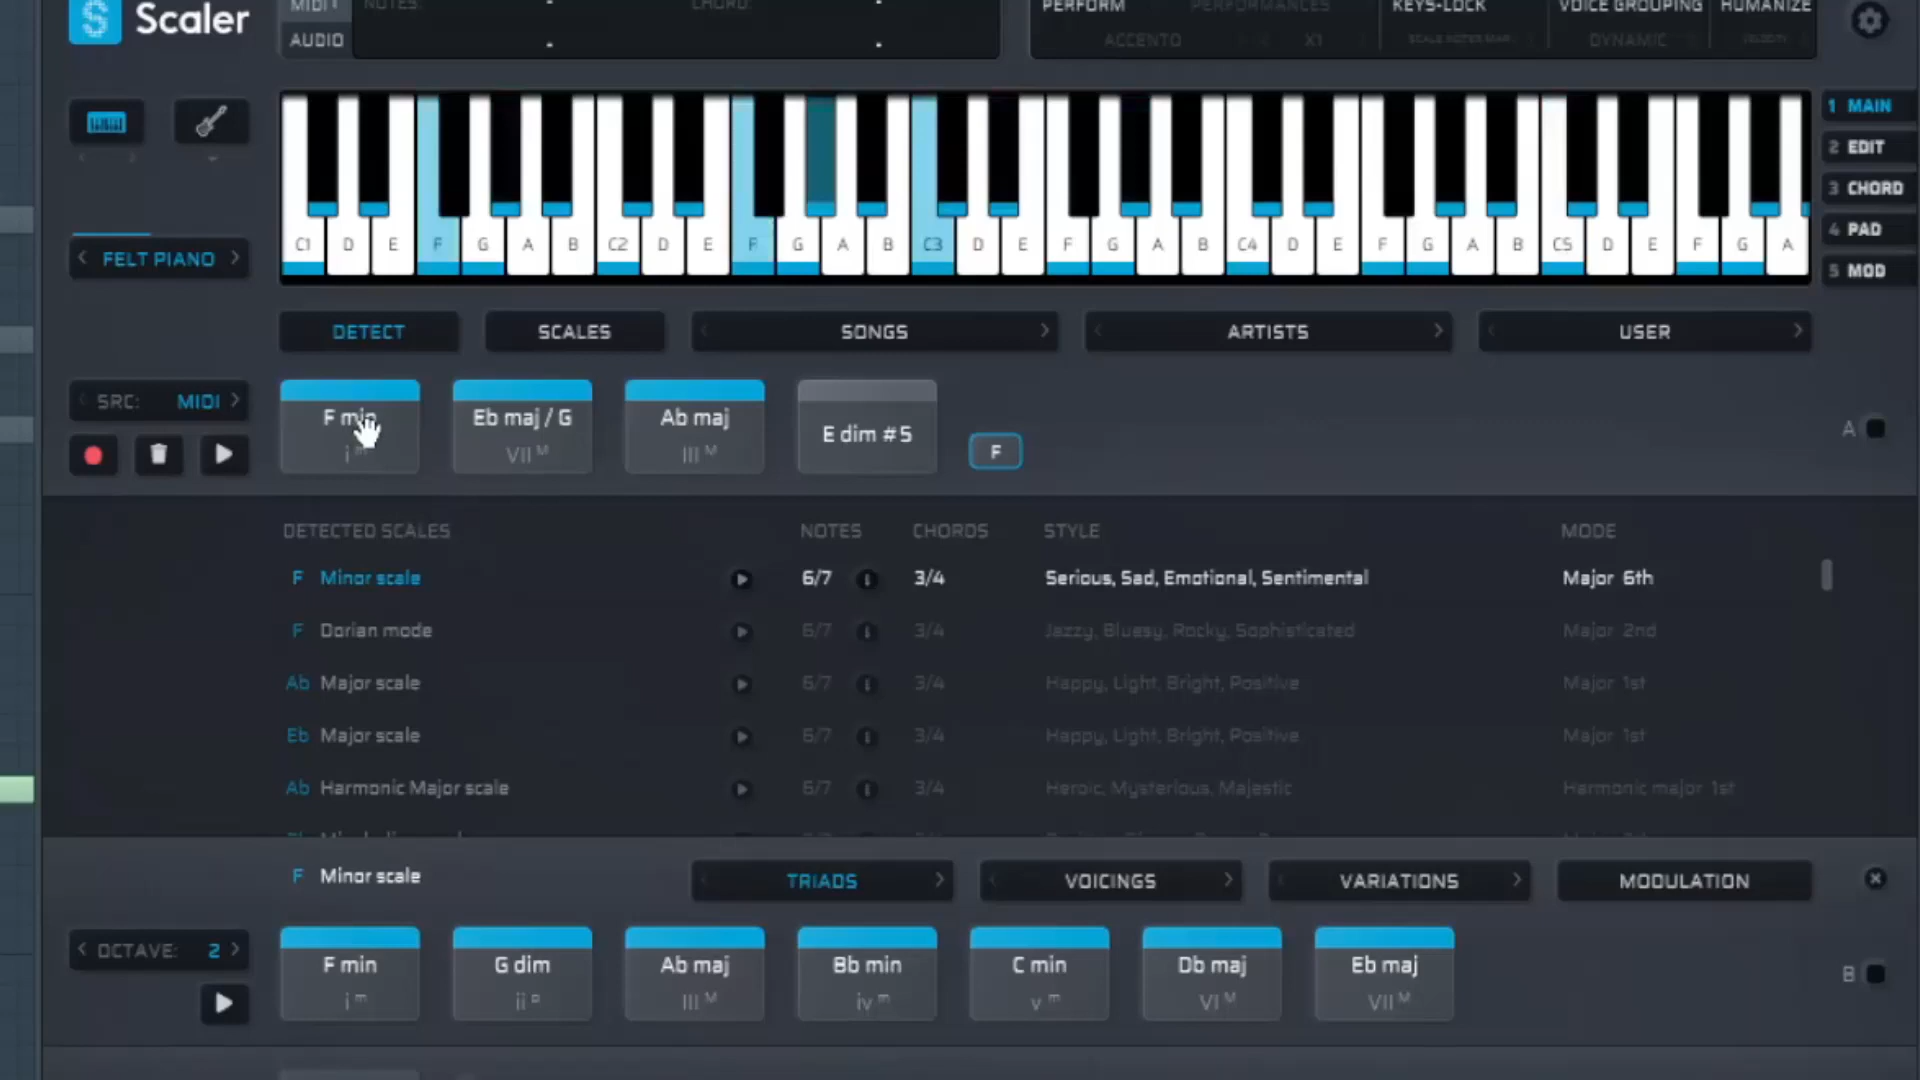 Scaler
MIDI
NOTES: - CHORD: -
AUDIO
- -
PERFORM PERFORMANCES KEYS-LOCK VOICE GROUPING HUMANIZE
ACCENTO X1 DYNAMIC VELOCITY
1 MAIN
2 EDIT
3 CHORD
4 PAD
5 MOD
C1 D E F G A B C2 D E F G A B C3 D E F G A B C4 D E F G A B C5 D E F G A
< FELT PIANO >
DETECT SCALES SONGS > ARTISTS > USER >
SRC: MIDI >
F min Eb maj / G Ab maj E dim #5 F A
i m VII M III M
DETECTED SCALES NOTES CHORDS STYLE MODE
F Minor scale 6/7 i 3/4 Serious, Sad, Emotional, Sentimental Major 6th
F Dorian mode 6/7 i 3/4 Jazzy, Bluesy, Rocky, Sophisticated Major 2nd
Ab Major scale 6/7 i 3/4 Happy, Light, Bright, Positive Major 1st
Eb Major scale 6/7 i 3/4 Happy, Light, Bright, Positive Major 1st
Ab Harmonic Major scale 6/7 i 3/4 Heroic, Mysterious, Majestic Harmonic major 1st
F Minor scale TRIADS > VOICINGS > VARIATIONS > MODULATION
< OCTAVE: 2 >
F min G dim Ab maj Bb min C min Db maj Eb maj B
i m ii o III M iv m v m VI M VII M